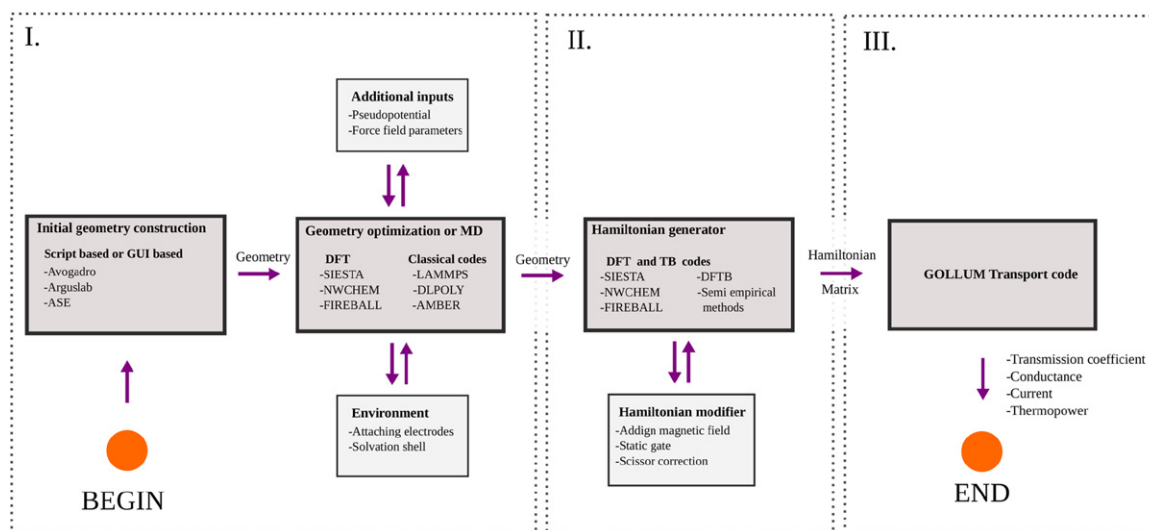 I.
II.
III.
Additional inputs
-Pseudopotential
-Force field parameters
Initial geometry construction
Script based or GUI based
-Avogadro
-Arguslab
-ASE
Geometry
Geometry optimization or MD
DFT
-SIESTA
-NWCHEM
-FIREBALL
Classical codes
-LAMMPS
-DLPOLY
-AMBER
Geometry
Hamiltonian generator
DFT and TB codes
-SIESTA
-NWCHEM
-FIREBALL
-DFTB
-Semi empirical
methods
Hamiltonian
Matrix
GOLLUM Transport code
Environment
-Attaching electrodes
-Solvation shell
Hamiltonian modifier
-Addign magnetic field
-Static gate
-Scissor correction
-Transmission coefficient
-Conductance
-Current
-Thermopower
BEGIN
END